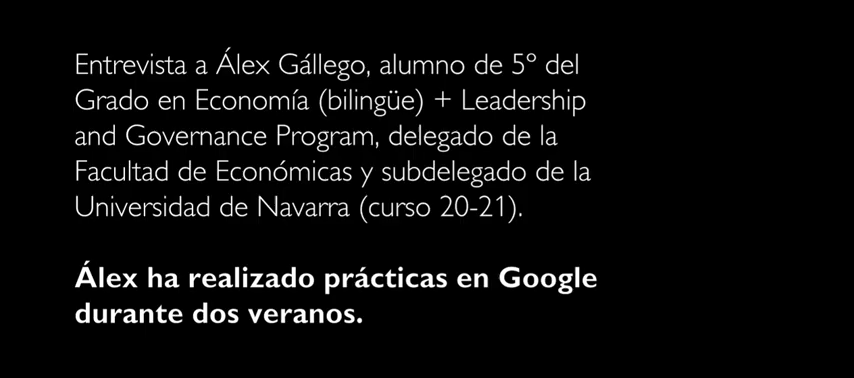 Entrevista a Álex Gállego, alumno de 5º del
Grado en Economía (bilingüe) + Leadership
and Governance Program, delegado de la
Facultad de Económicas y subdelegado de la
Universidad de Navarra (curso 20-21).
Álex ha realizado prácticas en Google
durante dos veranos.